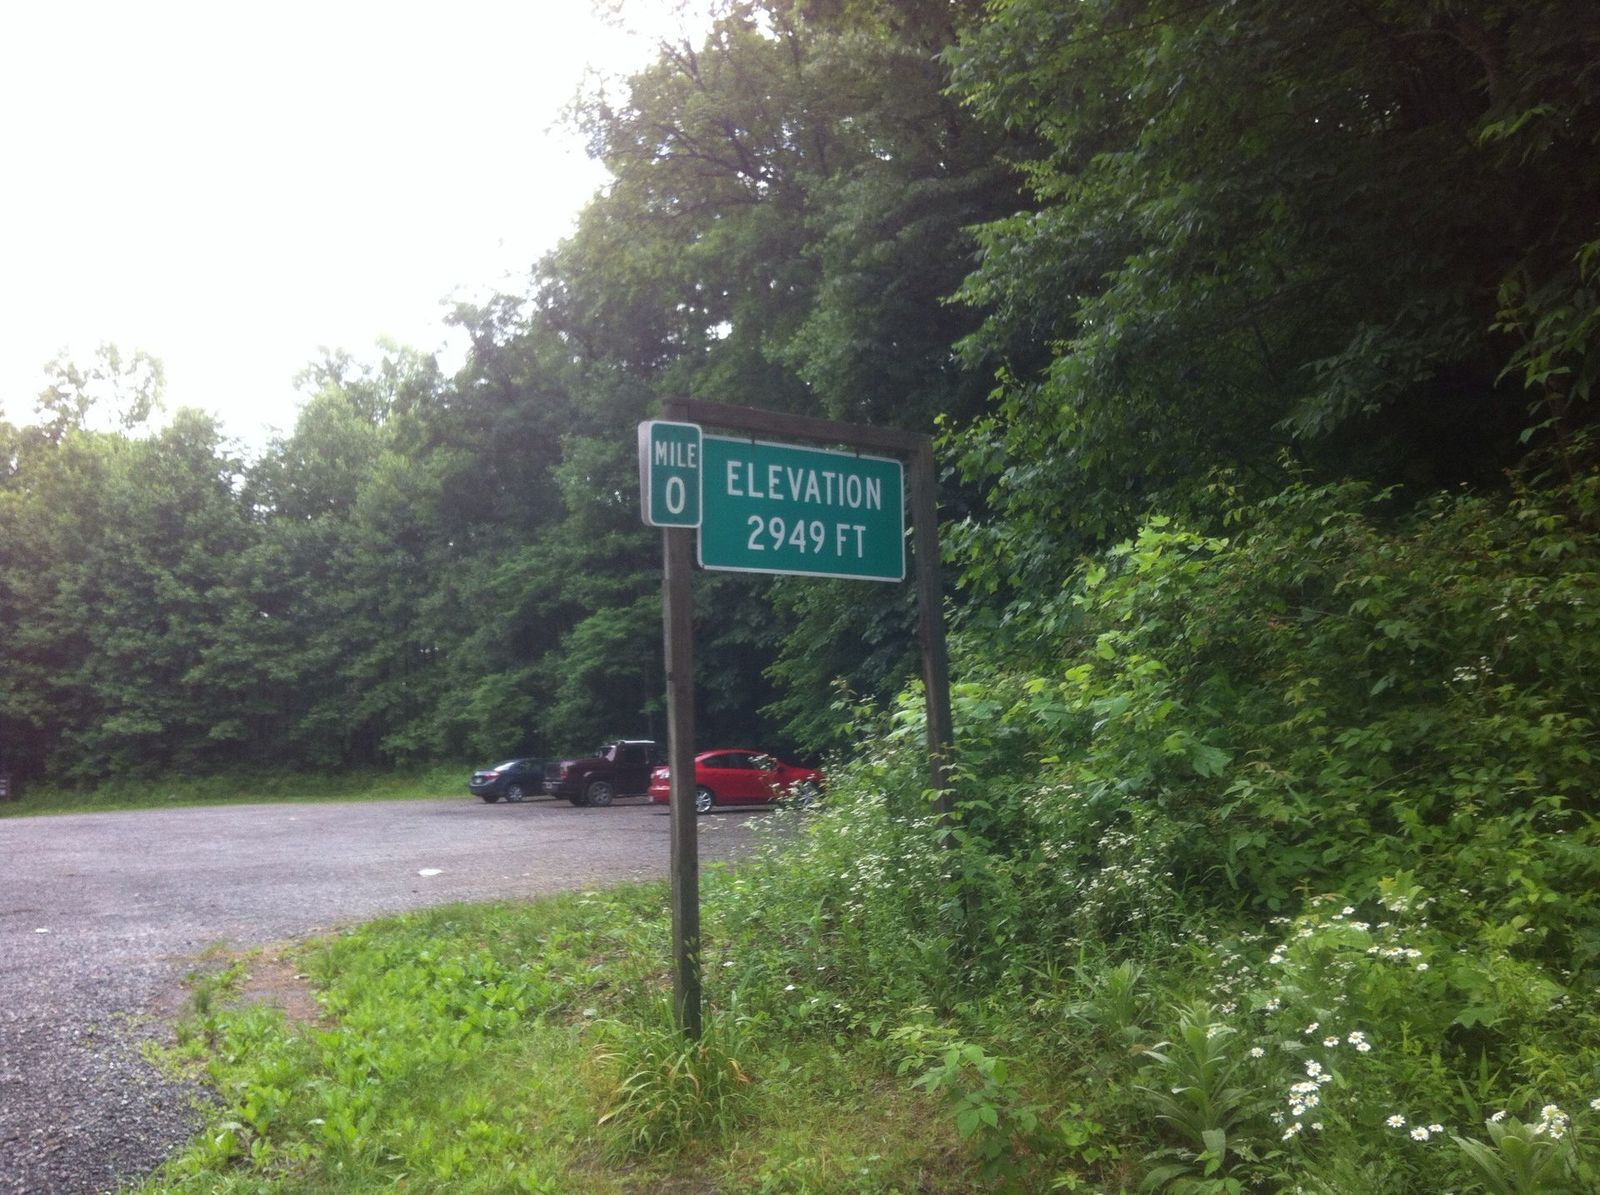 MILE
0
ELEVATION
2949 FT